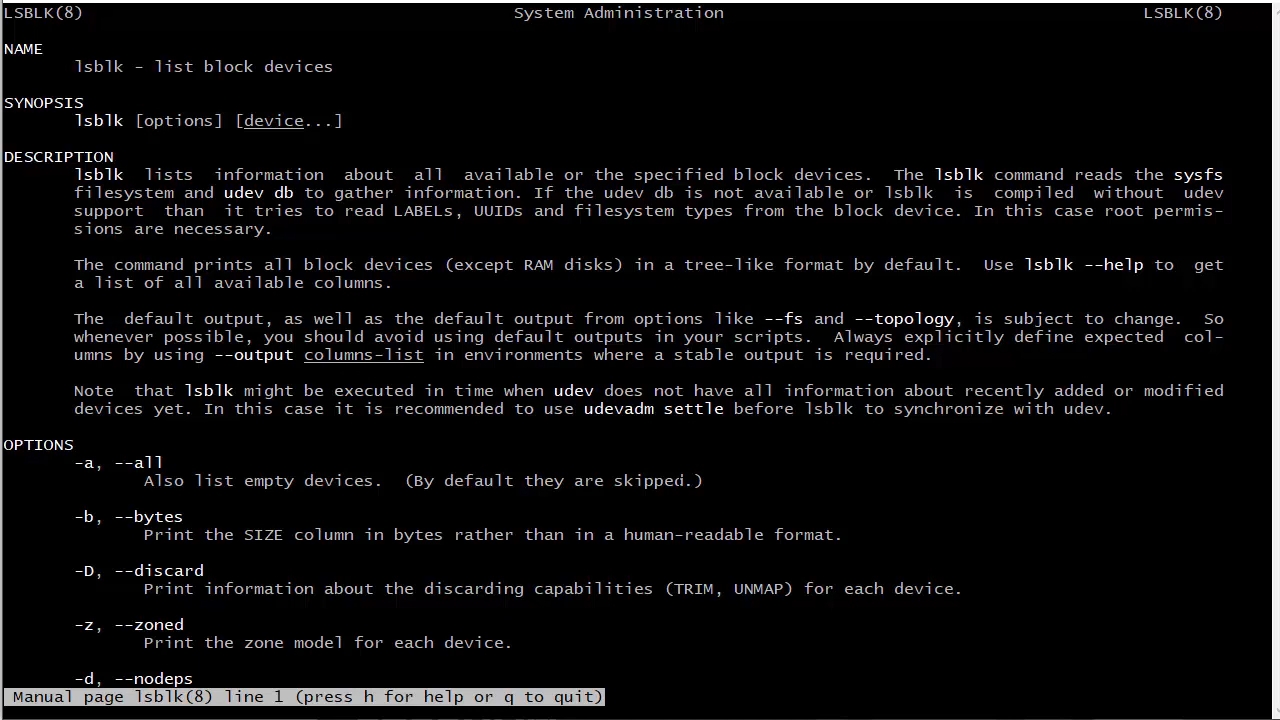 LSBLK(8) System Administration LSBLK(8)
NAME
lsblk - list block devices
SYNOPSIS
lsblk [options] [device...]
DESCRIPTION
lsblk lists information about all available or the specified block devices. The lsblk command reads the sysfs
filesystem and udev db to gather information. If the udev db is not available or lsblk is compiled without udev
support than it tries to read LABELs, UUIDs and filesystem types from the block device. In this case root permis-
sions are necessary.
The command prints all block devices (except RAM disks) in a tree-like format by default. Use lsblk --help to get
a list of all available columns.
The default output, as well as the default output from options like --fs and --topology, is subject to change. So
whenever possible, you should avoid using default outputs in your scripts. Always explicitly define expected col-
umns by using --output columns-list in environments where a stable output is required.
Note that lsblk might be executed in time when udev does not have all information about recently added or modified
devices yet. In this case it is recommended to use udevadm settle before lsblk to synchronize with udev.
OPTIONS
-a, --all
Also list empty devices. (By default they are skipped.)
-b, --bytes
Print the SIZE column in bytes rather than in a human-readable format.
-D, --discard
Print information about the discarding capabilities (TRIM, UNMAP) for each device.
-z, --zoned
Print the zone model for each device.
-d, --nodeps
Manual page lsblk(8) line 1 (press h for help or q to quit)